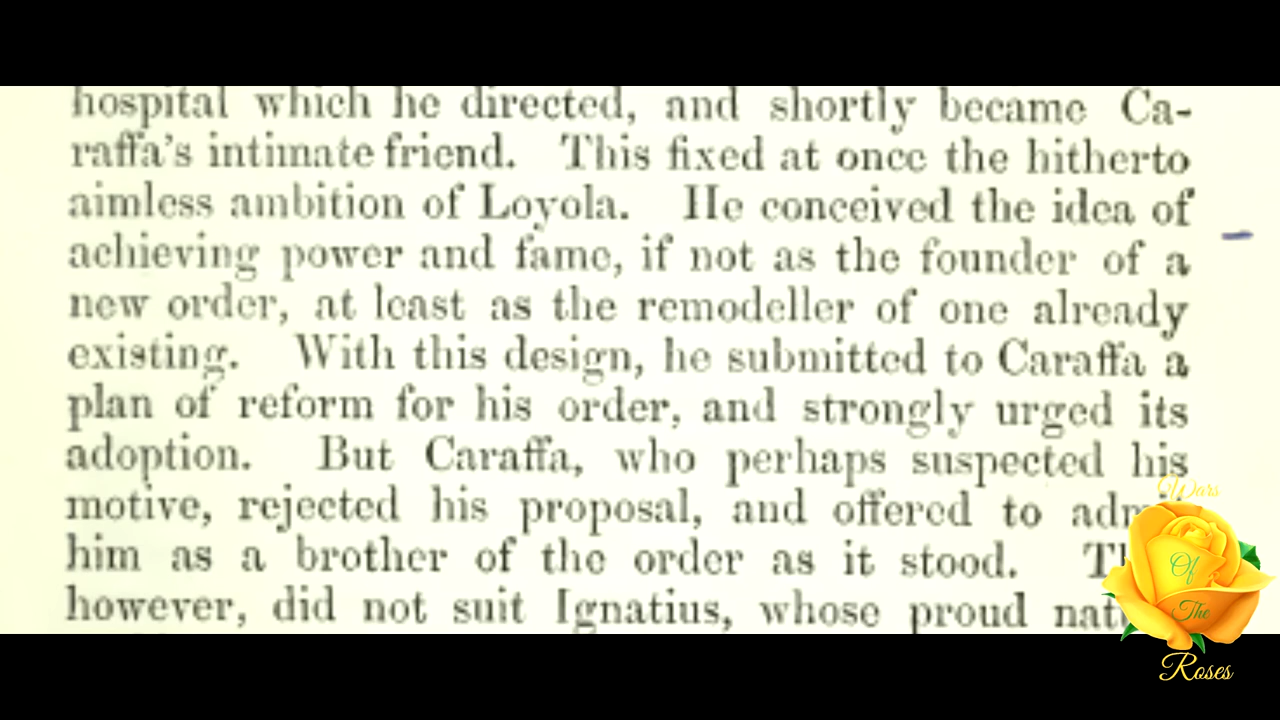 hospital which he directed, and shortly became Ca-
raffa's intimate friend. This fixed at once the hitherto
aimless ambition of Loyola. He conceived the idea of
achieving power and fame, if not as the founder of a
new order, at least as the remodeller of one already
existing. With this design, he submitted to Caraffa a
plan of reform for his order, and strongly urged its
adoption. But Caraffa, who perhaps suspected his
motive, rejected his proposal, and offered to
him as a brother of the order as it stood.
however, did not suit Ignatius, whose proud
Wars
Of
The
Roses